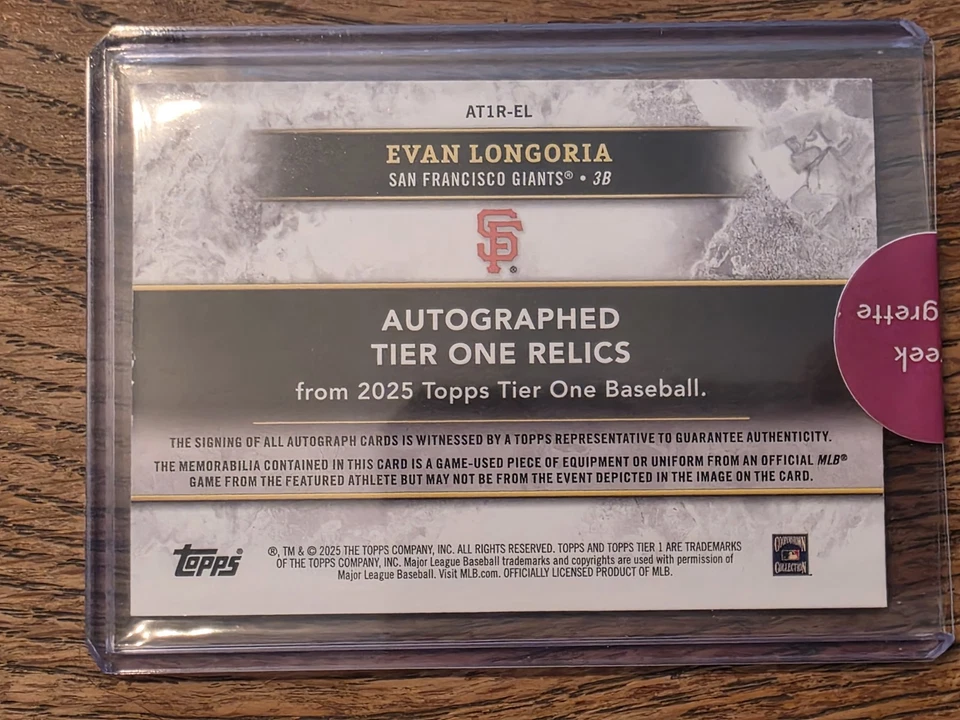 AT1R-EL
EVAN LONGORIA
SAN FRANCISCO GIANTS® • 3B
SF®
AUTOGRAPHED
TIER ONE RELICS
from 2025 Topps Tier One Baseball.
THE SIGNING OF ALL AUTOGRAPH CARDS IS WITNESSED BY A TOPPS REPRESENTATIVE TO GUARANTEE AUTHENTICITY.
THE MEMORABILIA CONTAINED IN THIS CARD IS A GAME-USED PIECE OF EQUIPMENT OR UNIFORM FROM AN OFFICIAL MLB®
GAME FROM THE FEATURED ATHLETE BUT MAY NOT BE FROM THE EVENT DEPICTED IN THE IMAGE ON THE CARD.
topps®
®, TM & © 2025 THE TOPPS COMPANY, INC. ALL RIGHTS RESERVED. TOPPS AND TOPPS TIER 1 ARE TRADEMARKS
OF THE TOPPS COMPANY, INC. Major League Baseball trademarks and copyrights are used with permission of
Major League Baseball. Visit MLB.com. OFFICIALLY LICENSED PRODUCT OF MLB.
COOPERSTOWN
COLLECTION
eek
grette